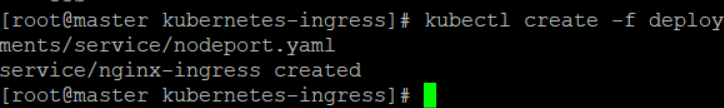 [root@master kubernetes-ingress]# kubectl create -f deploy
ments/service/nodeport.yaml
service/nginx-ingress created
[root@master kubernetes-ingress]#